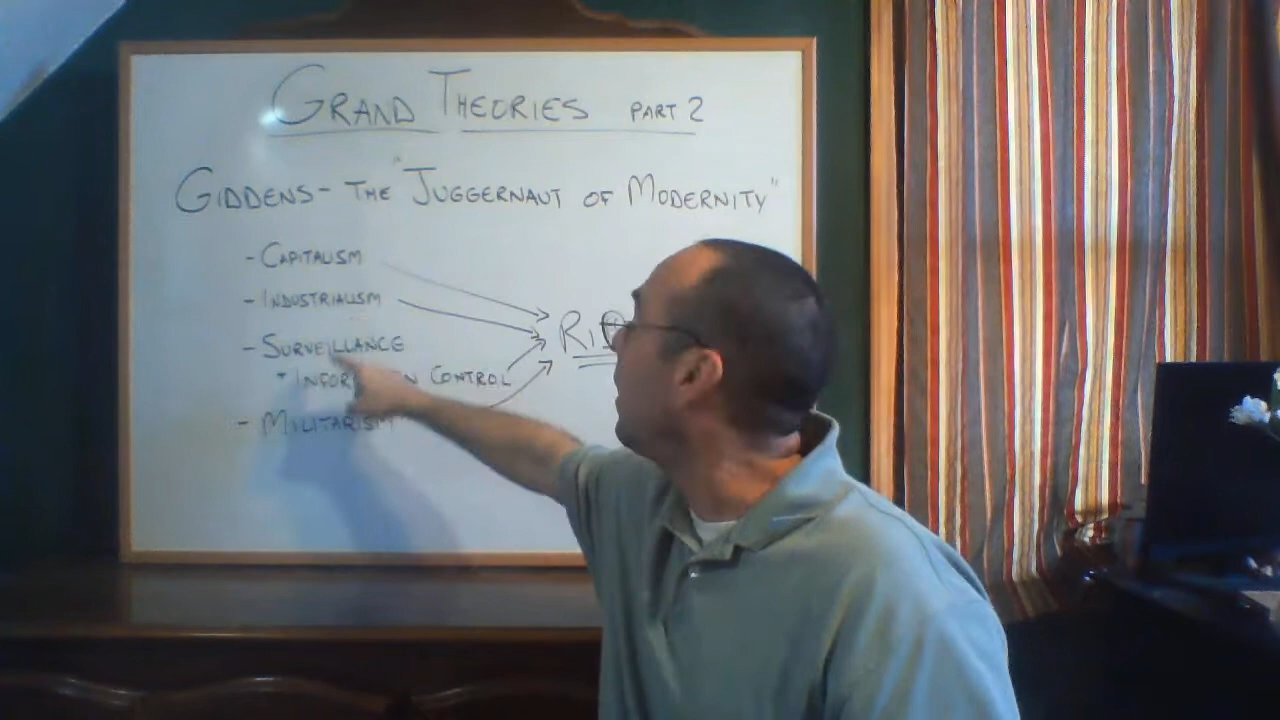 GRAND THEORIES PART 2
GIDDENS - THE "JUGGERNAUT OF MODERNITY"
- CAPITALISM
- INDUSTRIALISM
- SURVEILLANCE
CONTROL
- MILITARISM